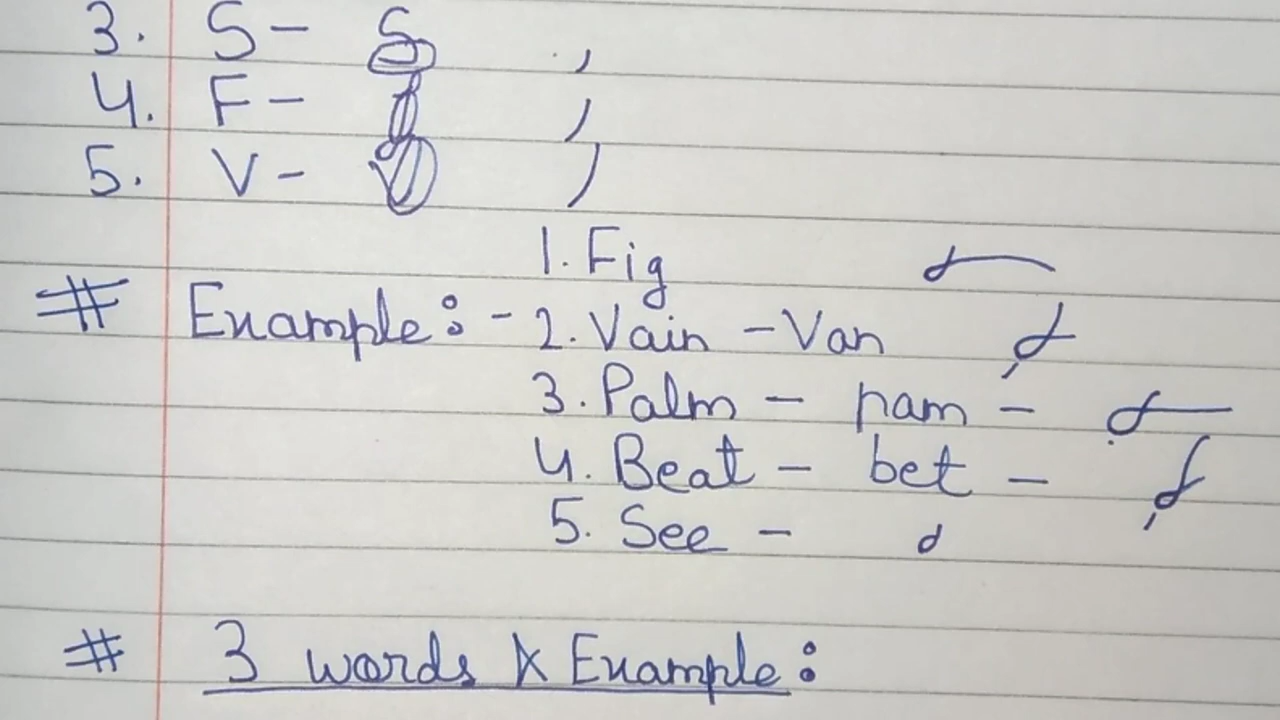 3. S - S ,
4. F - ,
5. V - )
1. Fig
# Example : - 2. Vain - Van
3. Palm - pam -
4. Beat - bet -
5. See -
# 3 words Example :